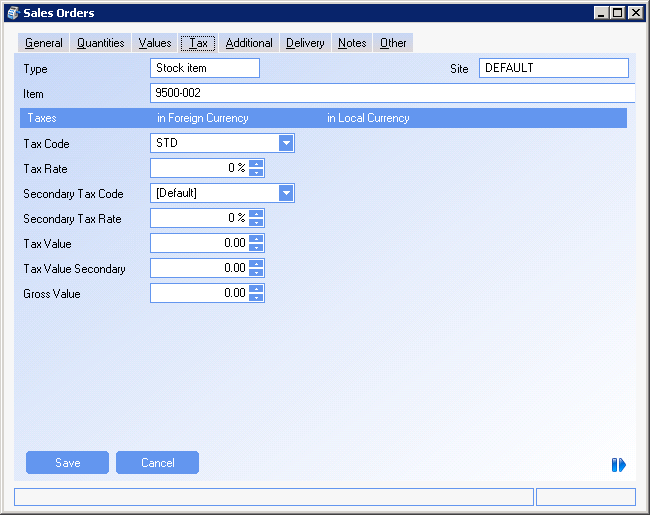 Sales Orders
General Quantities Values Tax Additional Delivery Notes Other
Type Stock item Site DEFAULT
Item 9500-002
Taxes in Foreign Currency in Local Currency
Tax Code STD
Tax Rate 0 %
Secondary Tax Code [Default]
Secondary Tax Rate 0 %
Tax Value 0.00
Tax Value Secondary 0.00
Gross Value 0.00
Save Cancel